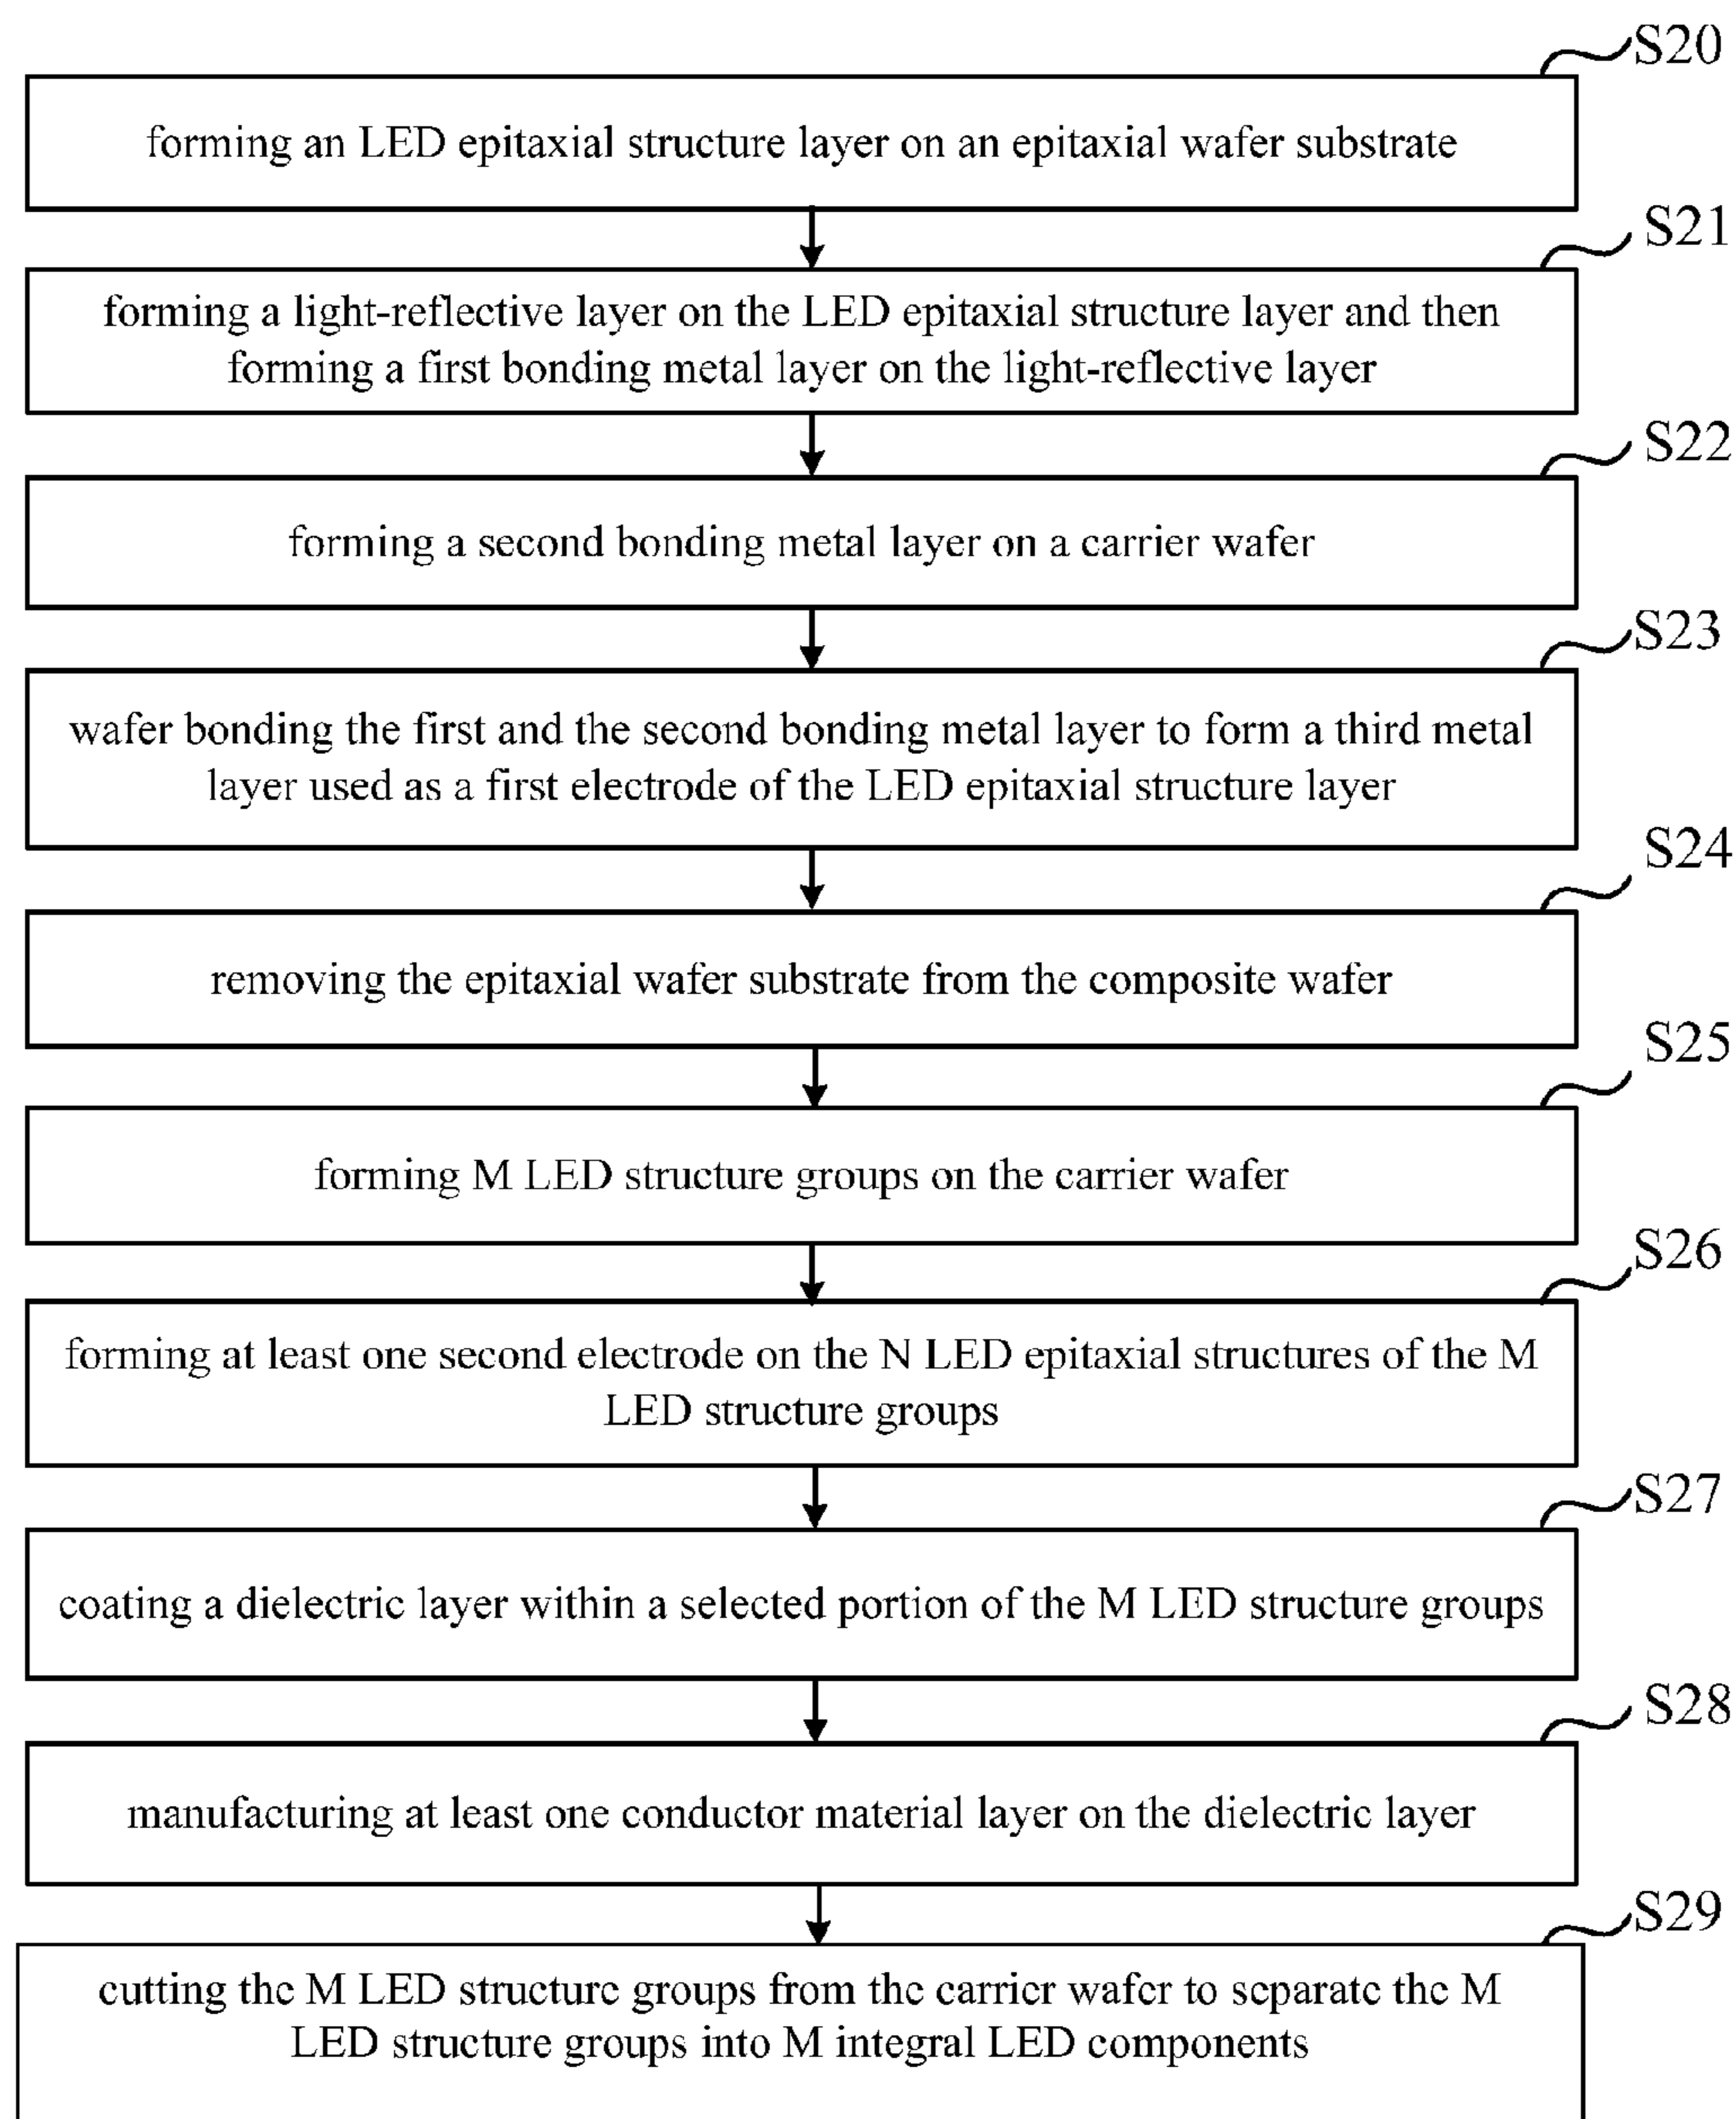 S20
forming an LED epitaxial structure layer on an epitaxial wafer substrate
S21
forming a light-reflective layer on the LED epitaxial structure layer and then
forming a first bonding metal layer on the light-reflective layer
S22
forming a second bonding metal layer on a carrier wafer
S23
wafer bonding the first and the second bonding metal layer to form a third metal
layer used as a first electrode of the LED epitaxial structure layer
S24
removing the epitaxial wafer substrate from the composite wafer
S25
forming M LED structure groups on the carrier wafer
S26
forming at least one second electrode on the N LED epitaxial structures of the M
LED structure groups
S27
coating a dielectric layer within a selected portion of the M LED structure groups
S28
manufacturing at least one conductor material layer on the dielectric layer
S29
cutting the M LED structure groups from the carrier wafer to separate the M
LED structure groups into M integral LED components